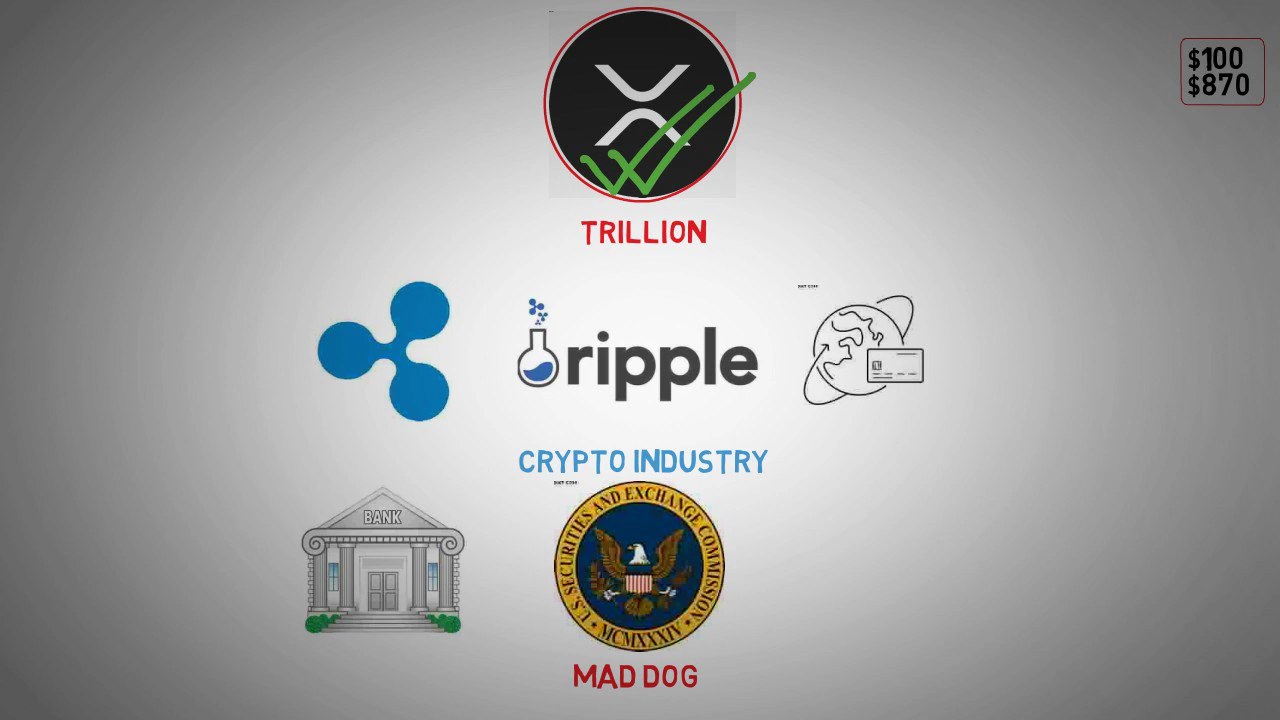 $100
$870
TRILLION
ripple
CRYPTO INDUSTRY
BANK
U.S. SECURITIES AND EXCHANGE COMMISSION
MCMXXXIV
MAD DOG